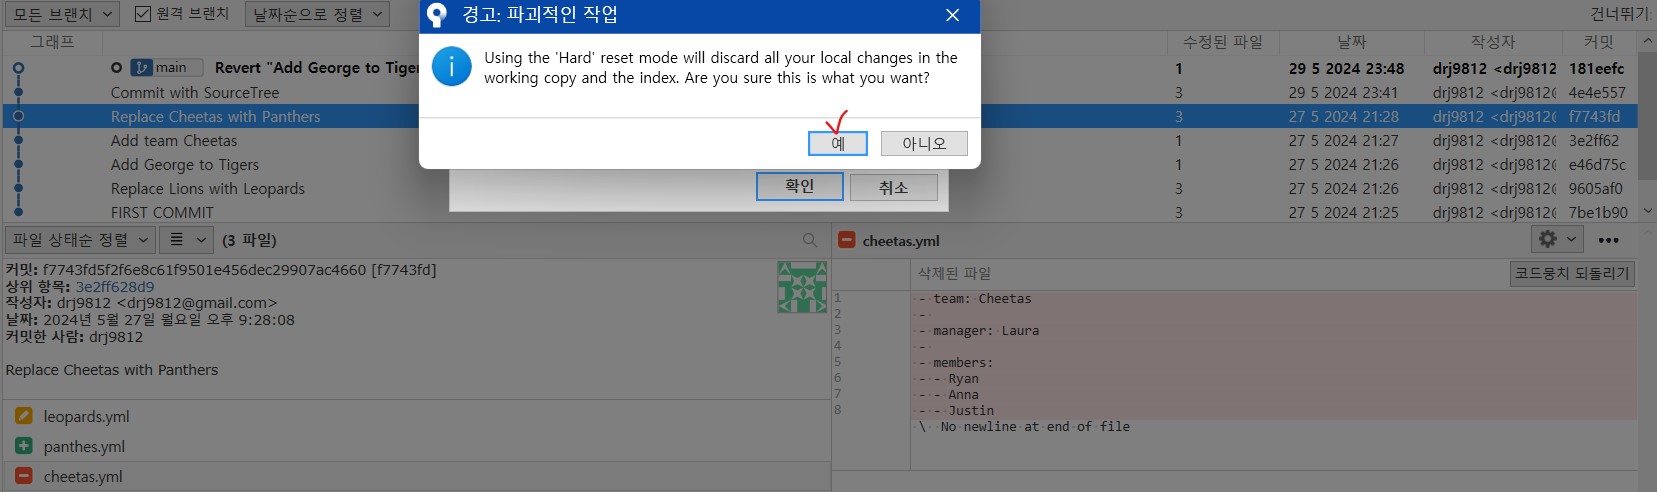 모든 브랜치
원격 브랜치
날짜순으로 정렬
경고: 파괴적인 작업
건너뛰기:
그래프
수정된 파일
날짜
작성자
커밋
Using the 'Hard' reset mode will discard all your local changes in the
working copy and the index. Are you sure this is what you want?
예
아니오
확인
취소
main Revert "Add George to Tiger 1 29 5 2024 23:48 drj9812 <drj9812 181eefc
Commit with SourceTree 3 29 5 2024 23:41 drj9812 <drj9812@ 4e4e557
Replace Cheetas with Panthers 3 27 5 2024 21:28 drj9812 <drj9812@ f7743fd
Add team Cheetas 1 27 5 2024 21:27 drj9812 <drj9812@ 3e2ff62
Add George to Tigers 1 27 5 2024 21:26 drj9812 <drj9812@ e46d75c
Replace Lions with Leopards 3 27 5 2024 21:26 drj9812 <drj9812@ 9605af0
FIRST COMMIT 3 27 5 2024 21:25 drj9812 <drj9812@ 7be1b90
파일 상태순 정렬
(3 파일)
커밋: f7743fd5f2f6e8c61f9501e456dec29907ac4660 [f7743fd]
상위 항목: 3e2ff628d9
작성자: drj9812 <drj9812@gmail.com>
날짜: 2024년 5월 27일 월요일 오후 9:28:08
커밋한 사람: drj9812
Replace Cheetas with Panthers
leopards.yml
panthes.yml
cheetas.yml
cheetas.yml
삭제된 파일
코드뭉치 되돌리기
1 - team: Cheetas
2 -
3 - manager: Laura
4 -
5 - members:
6 - - Ryan
7 - - Anna
8 - - Justin
\ No newline at end of file